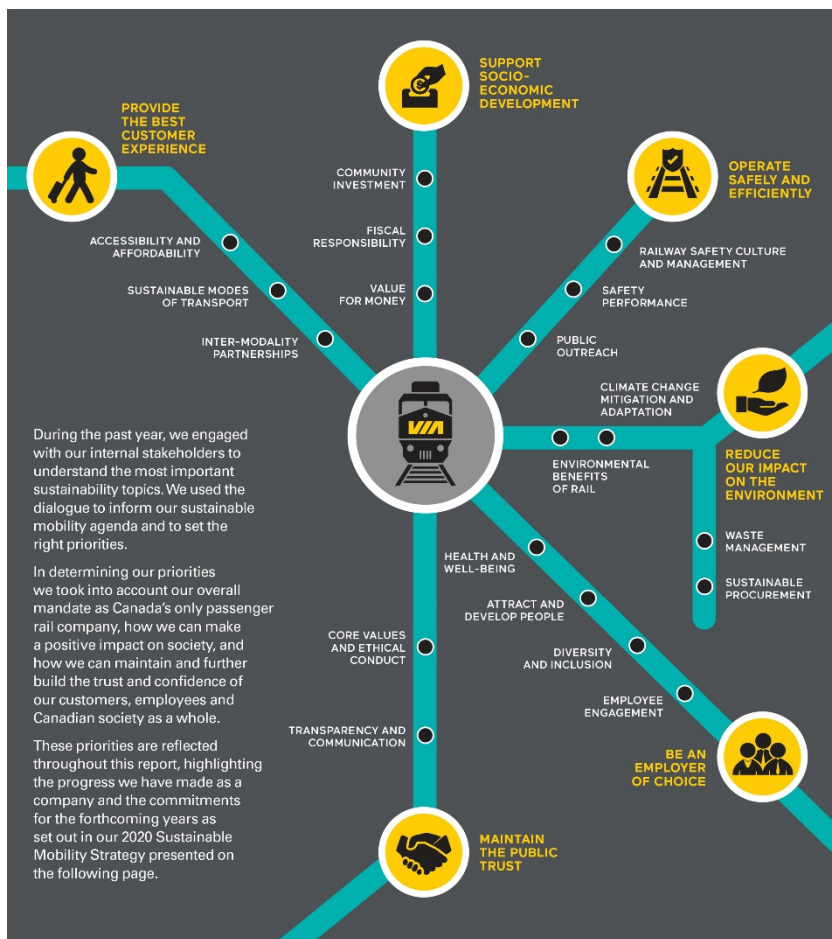 SUPPORT
SOCIO-
ECONOMIC
DEVELOPMENT
PROVIDE
THE BEST
CUSTOMER
EXPERIENCE
OPERATE
SAFELY AND
EFFICIENTLY
COMMUNITY
INVESTMENT
FISCAL
RESPONSIBILITY
VALUE
FOR MONEY
ACCESSIBILITY AND
AFFORDABILITY
SUSTAINABLE MODES
OF TRANSPORT
INTER-MODALITY
PARTNERSHIPS
RAILWAY SAFETY CULTURE
AND MANAGEMENT
SAFETY
PERFORMANCE
PUBLIC
OUTREACH
CLIMATE CHANGE
MITIGATION AND
ADAPTATION
ENVIRONMENTAL
BENEFITS
OF RAIL
REDUCE
OUR IMPACT
ON THE
ENVIRONMENT
WASTE
MANAGEMENT
SUSTAINABLE
PROCUREMENT
VIA
During the past year, we engaged
with our internal stakeholders to
understand the most important
sustainability topics. We used the
dialogue to inform our sustainable
mobility agenda and to set the
right priorities.
In determining our priorities
we took into account our overall
mandate as Canada's only passenger
rail company, how we can make
a positive impact on society, and
how we can maintain and further
build the trust and confidence of
our customers, employees and
Canadian society as a whole.
These priorities are reflected
throughout this report, highlighting
the progress we have made as a
company and the commitments
for the forthcoming years as
set out in our 2020 Sustainable
Mobility Strategy presented on
the following page.
HEALTH AND
WELL-BEING
ATTRACT AND
DEVELOP PEOPLE
DIVERSITY
AND INCLUSION
EMPLOYEE
ENGAGEMENT
BE AN
EMPLOYER
OF CHOICE
CORE VALUES
AND ETHICAL
CONDUCT
TRANSPARENCY AND
COMMUNICATION
MAINTAIN
THE PUBLIC
TRUST